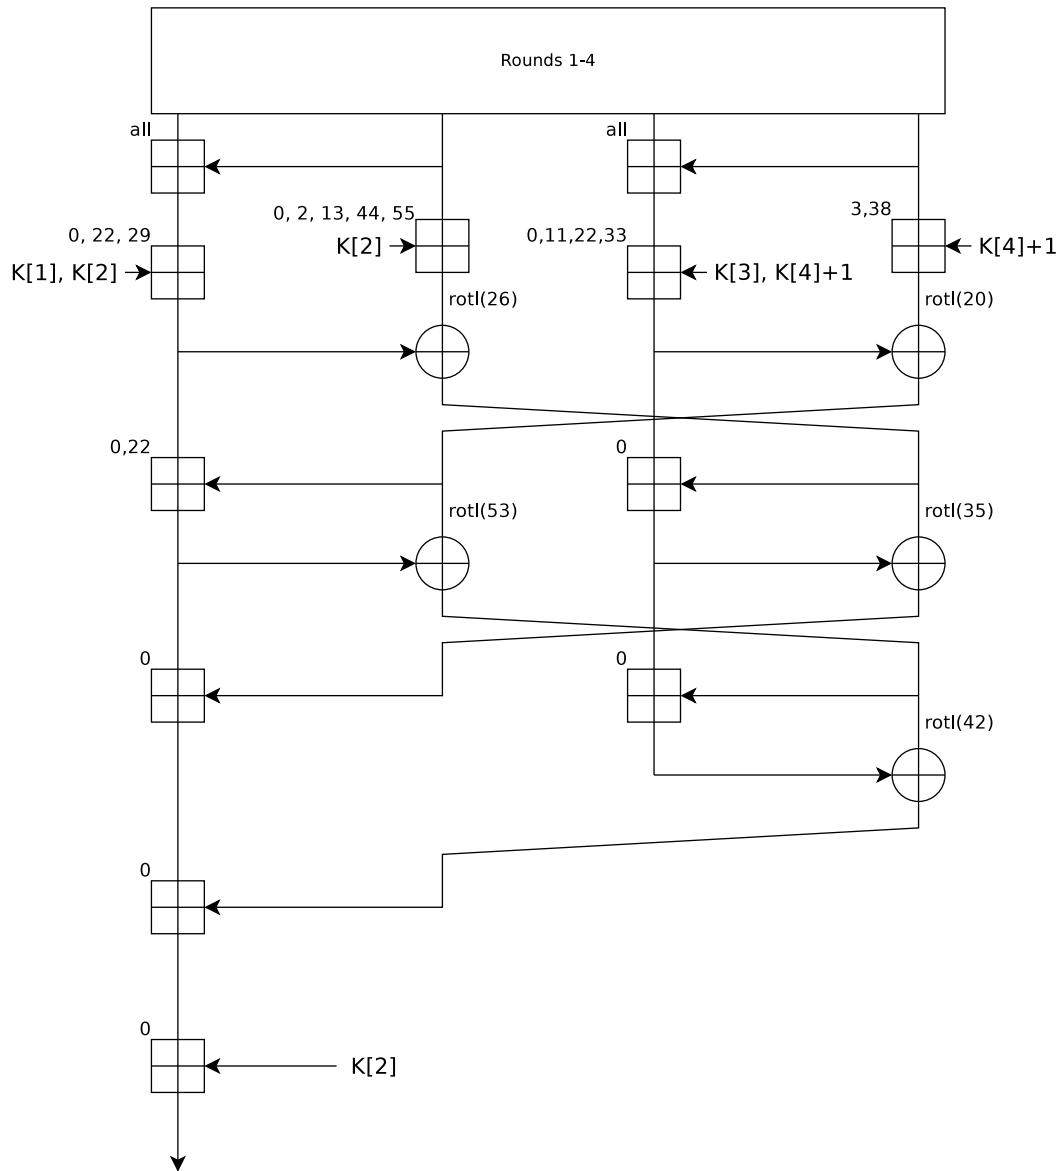 Rounds 1-4
all
all
0, 2, 13, 44, 55
3,38
0, 22, 29
0,11,22,33
K[2]
K[4]+1
K[1], K[2]
K[3], K[4]+1
rotl(26)
rotl(20)
0,22
0
rotl(53)
rotl(35)
0
0
rotl(42)
0
0
K[2]